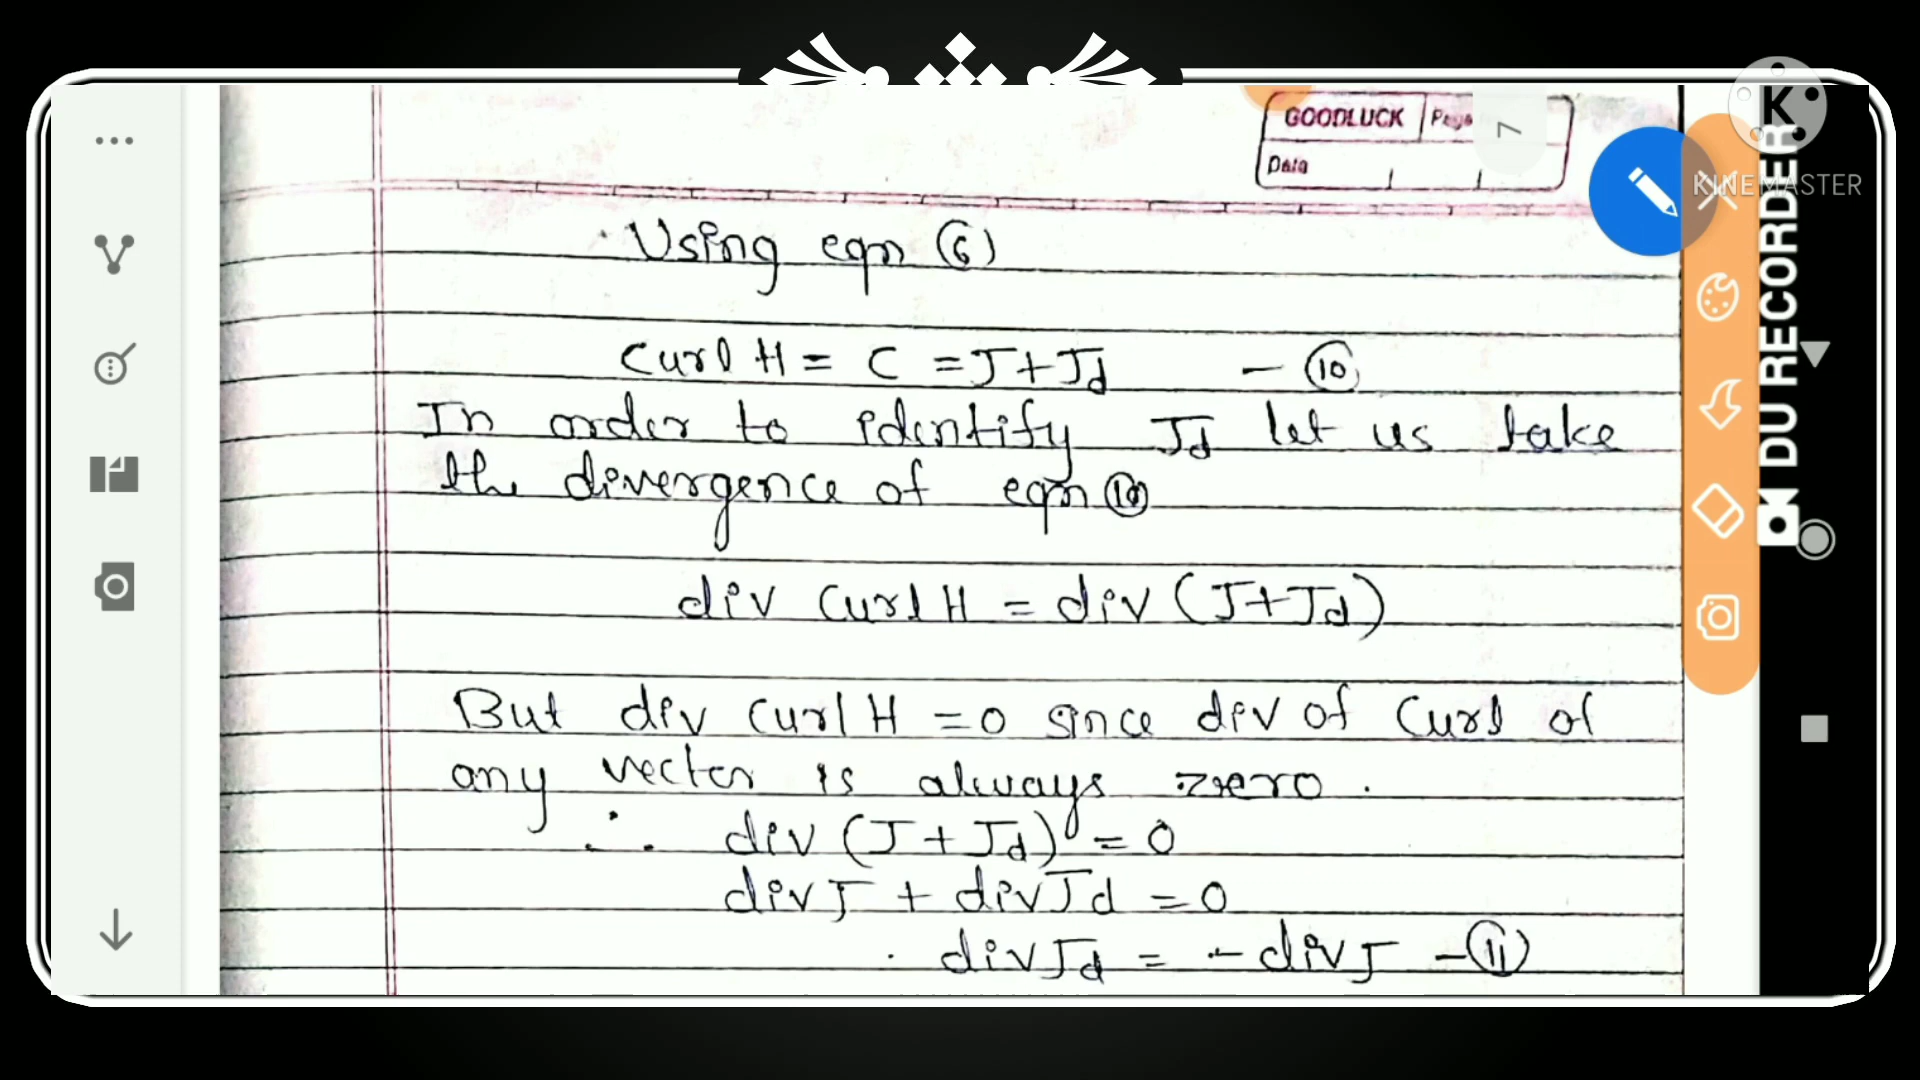 GOODLUCK
Date
7
K
KINEMASTER
DU RECORDER
Using eqn (6)
Curl H = C = J + Jd — (10)
In order to identify Jd let us take
the divergence of eqn (10)
div Curl H = div (J + Jd)
But div Curl H = 0 since div of Curl of
any vector is always zero.
∴ div (J + Jd) = 0
div J + div Jd = 0
div Jd = - div J - (11)